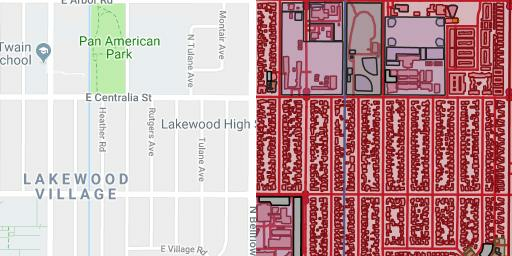 E Arbor Rd
Montair Ave
Pan American
Park
N Tulane Ave
Twain
School
E Centralia St
Heather Rd
Rutgers Ave
Lakewood High
Tulane Ave
LAKEWOOD
VILLAGE
N Bellflow
E Village Rd